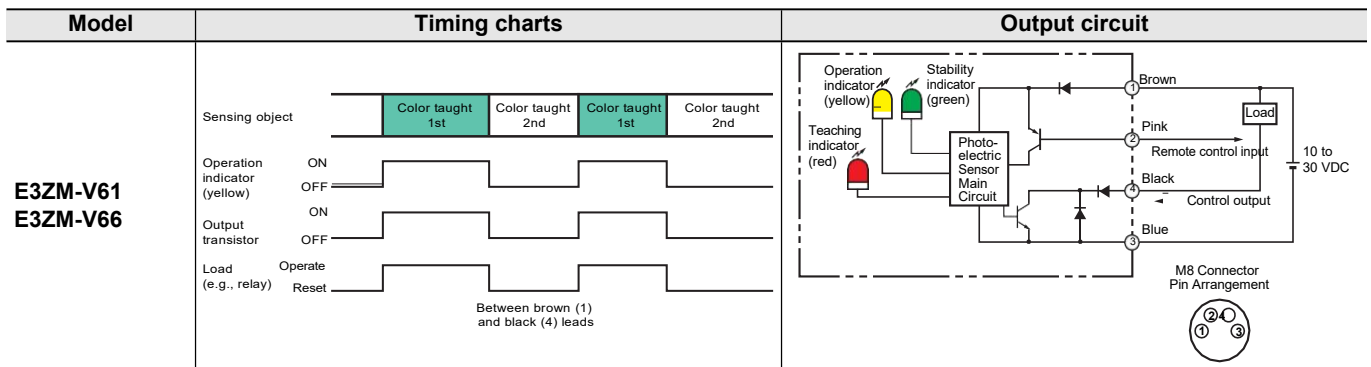 Model
Timing charts
Output circuit
E3ZM-V61
E3ZM-V66
Sensing object
Color taught
1st
Color taught
2nd
Color taught
1st
Color taught
2nd
Operation
indicator
(yellow)
ON
OFF
Output
transistor
ON
OFF
Load
(e.g., relay)
Operate
Reset
Between brown (1)
and black (4) leads
Operation
indicator
(yellow)
Stability
indicator
(green)
Teaching
indicator
(red)
Photo-
electric
Sensor
Main
Circuit
1
Brown
Load
2
Pink
Remote control input
10 to
30 VDC
4
Black
Control output
3
Blue
M8 Connector
Pin Arrangement
2 4
1 3